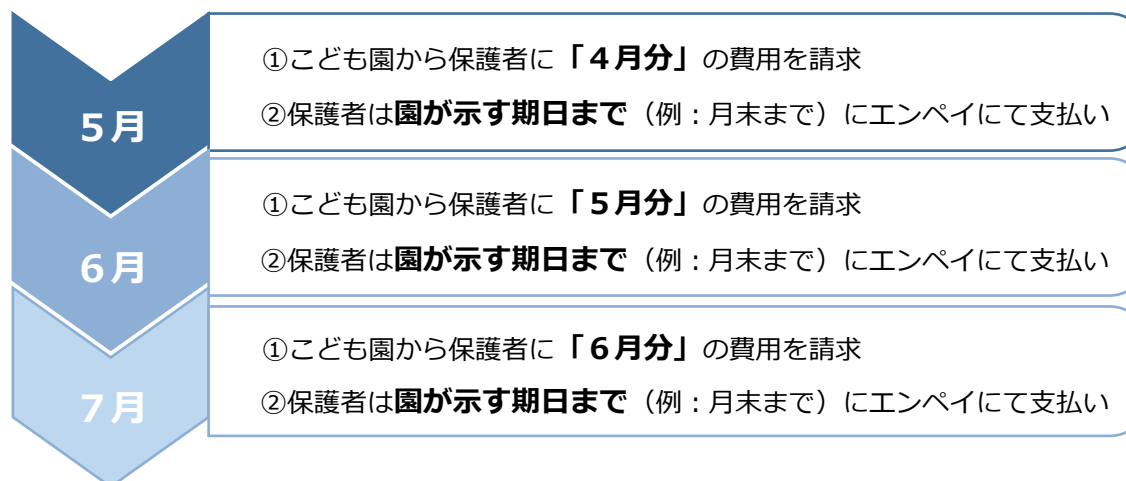 5月
①こども園から保護者に「４月分」の費用を請求
②保護者は園が示す期日まで（例：月末まで）にエンペイにて支払い
6月
①こども園から保護者に「５月分」の費用を請求
②保護者は園が示す期日まで（例：月末まで）にエンペイにて支払い
7月
①こども園から保護者に「６月分」の費用を請求
②保護者は園が示す期日まで（例：月末まで）にエンペイにて支払い